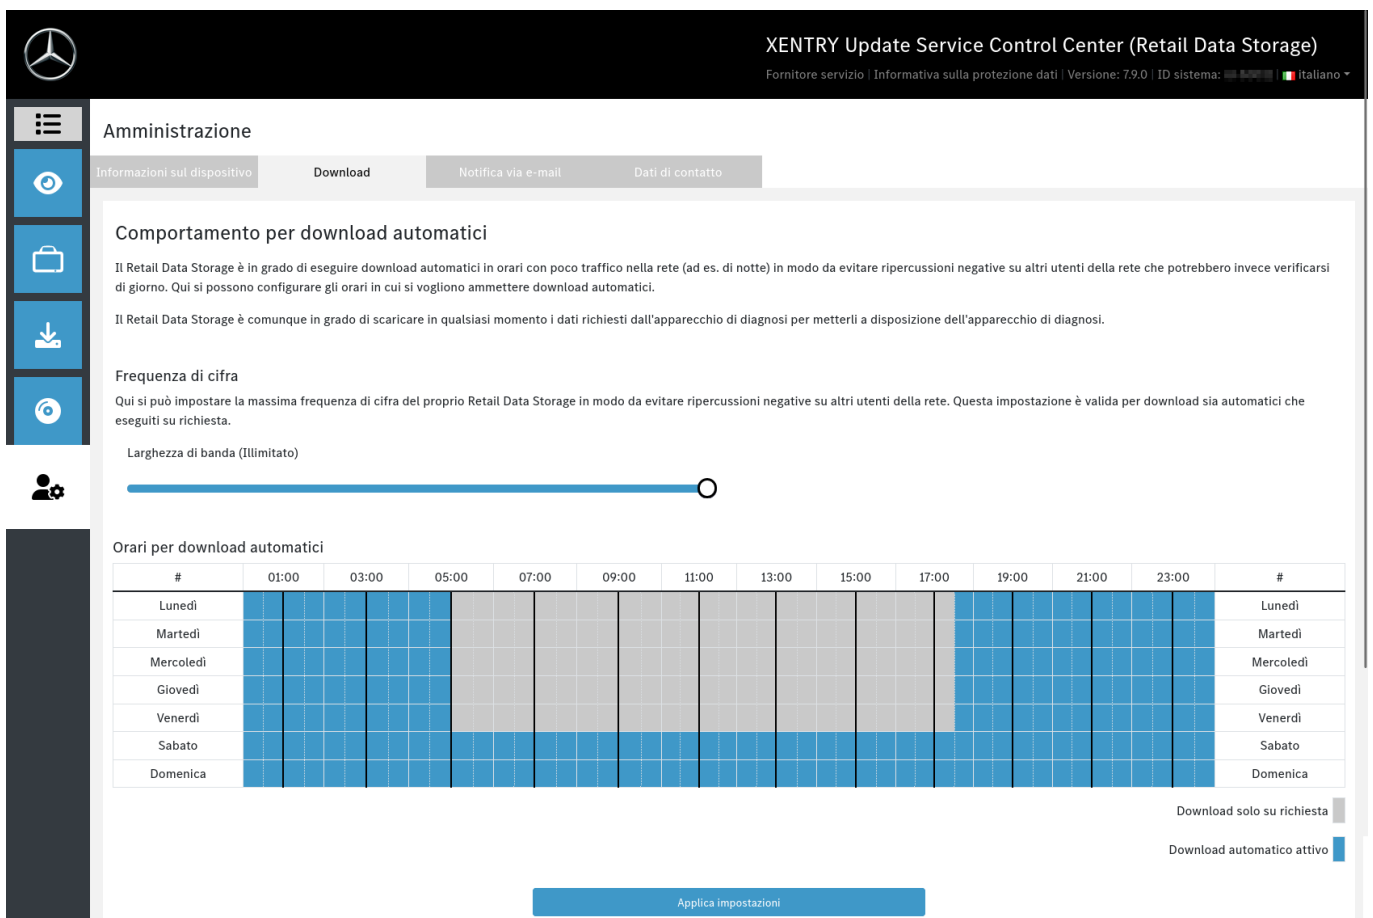 XENTRY Update Service Control Center (Retail Data Storage)
Fornitore servizio | Informativa sulla protezione dati | Versione: 7.9.0 | ID sistema: | italiano
Amministrazione
Informazioni sul dispositivo Download Notifica via e-mail Dati di contatto
Comportamento per download automatici
Il Retail Data Storage è in grado di eseguire download automatici in orari con poco traffico nella rete (ad es. di notte) in modo da evitare ripercussioni negative su altri utenti della rete che potrebbero invece verificarsi
di giorno. Qui si possono configurare gli orari in cui si vogliono ammettere download automatici.
Il Retail Data Storage è comunque in grado di scaricare in qualsiasi momento i dati richiesti dall'apparecchio di diagnosi per metterli a disposizione dell'apparecchio di diagnosi.
Frequenza di cifra
Qui si può impostare la massima frequenza di cifra del proprio Retail Data Storage in modo da evitare ripercussioni negative su altri utenti della rete. Questa impostazione è valida per download sia automatici che
eseguiti su richiesta.
Larghezza di banda (Illimitato)
Orari per download automatici
# 01:00 03:00 05:00 07:00 09:00 11:00 13:00 15:00 17:00 19:00 21:00 23:00 #
Lunedì Lunedì
Martedì Martedì
Mercoledì Mercoledì
Giovedì Giovedì
Venerdì Venerdì
Sabato Sabato
Domenica Domenica
Download solo su richiesta
Download automatico attivo
Applica impostazioni